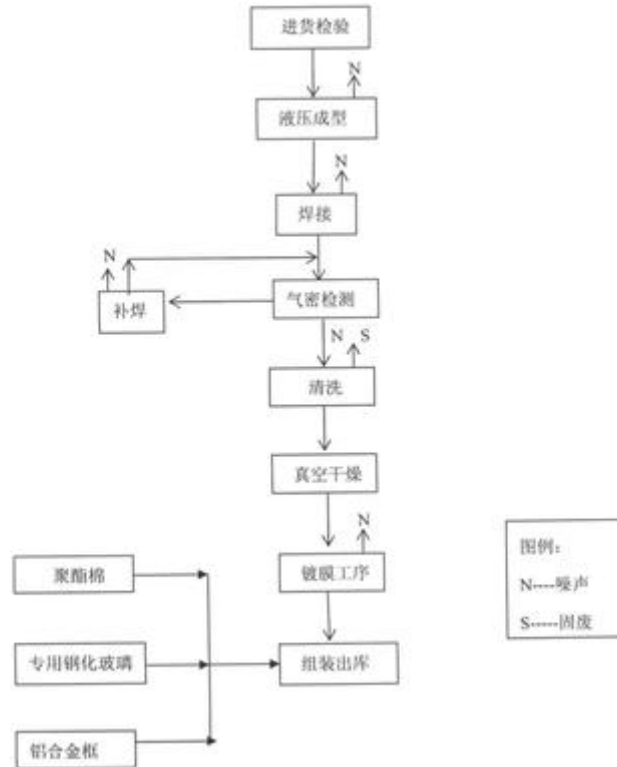 进货检验
N
液压成型
N
焊接
N
补焊
气密检测
N S
清洗
真空干燥
N
镀膜工序
聚酯棉
专用钢化玻璃
组装出库
铝合金框
图例：
N----噪声
S-----固废